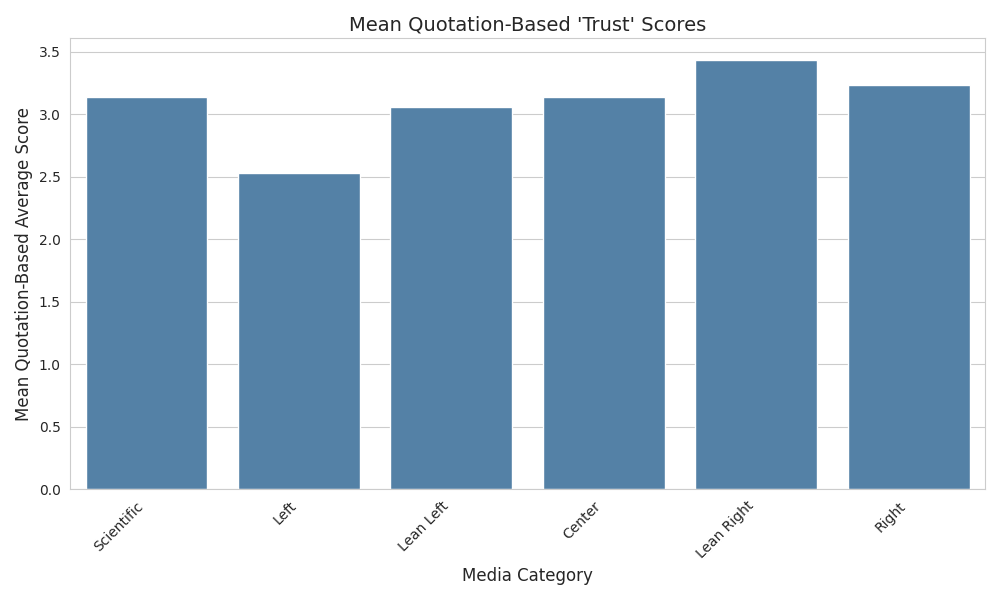 Mean Quotation-Based 'Trust' Scores
Mean Quotation-Based Average Score
3.5
3.0
2.5
2.0
1.5
1.0
0.5
0.0
Scientific
Left
Lean Left
Center
Lean Right
Right
Media Category